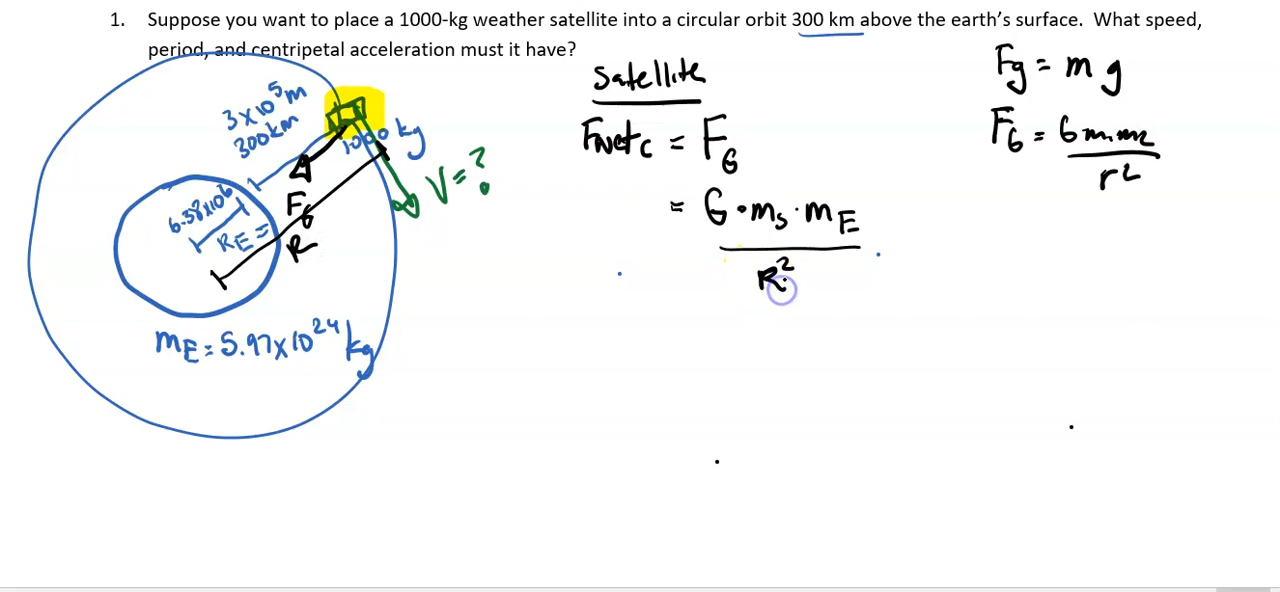 1. Suppose you want to place a 1000-kg weather satellite into a circular orbit 300 km above the earth's surface. What speed,
period, and centripetal acceleration must it have?
Satellite
Fnetc = FG
= G·ms·mE
R²
Fg = mg
FG = Gm1m2
r²
3x10⁵m
300km
1000 kg
V=?
6.38x10⁶
RE =
FG
R
mE = 5.97x10²⁴ kg